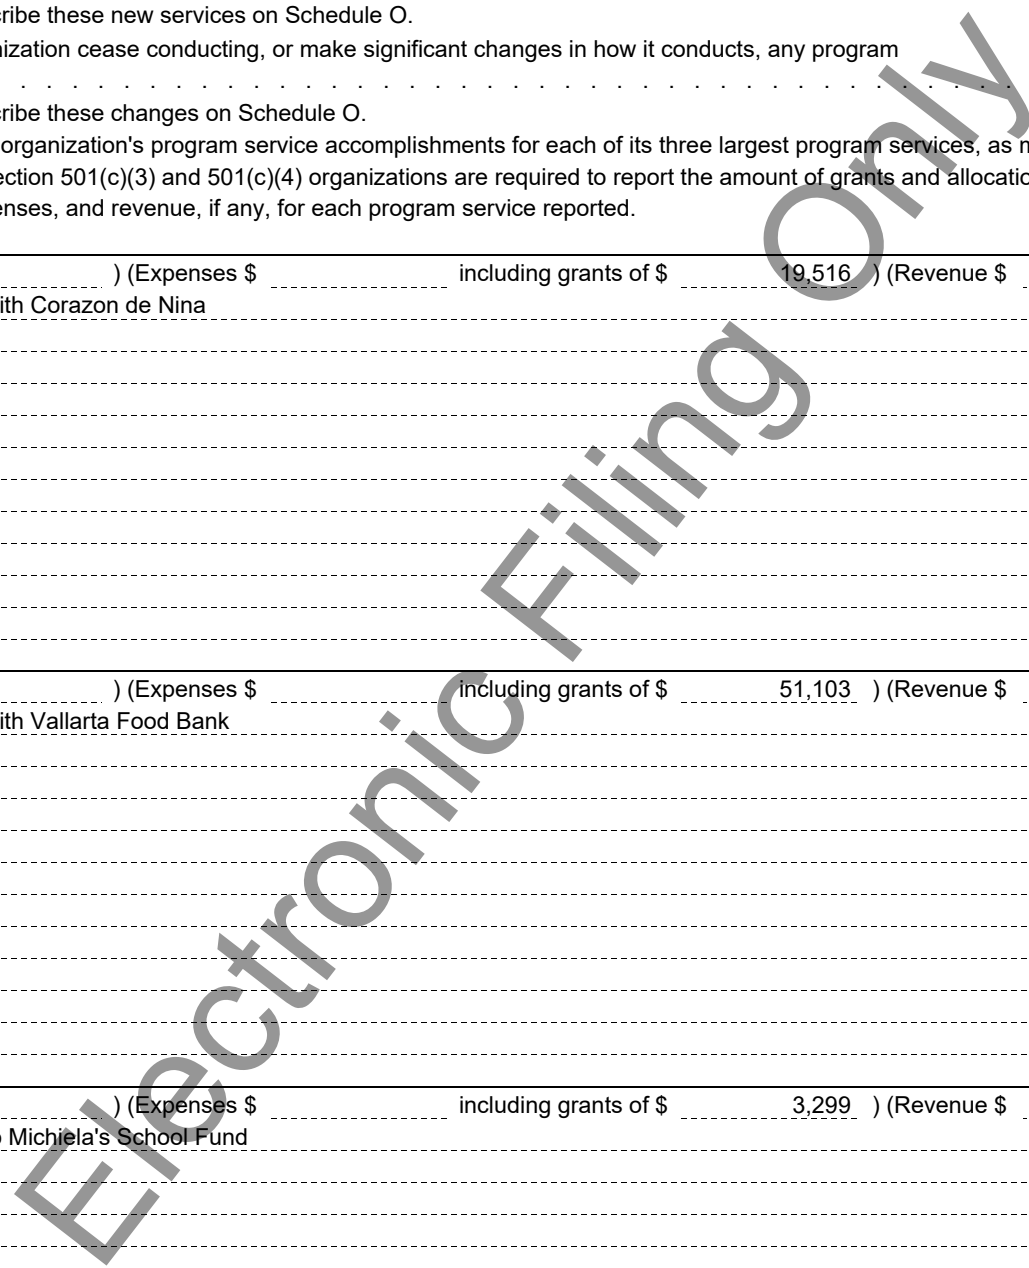 cribe these new services on Schedule O.
nization cease conducting, or make significant changes in how it conducts, any program
. . . . . . . . . . . . . . . . . . . . . . . . . . . . . . . . . . . . . . .
cribe these changes on Schedule O.
organization's program service accomplishments for each of its three largest program services, as m
ection 501(c)(3) and 501(c)(4) organizations are required to report the amount of grants and allocatio
enses, and revenue, if any, for each program service reported.
) (Expenses $ including grants of $ 19,516 ) (Revenue $
ith Corazon de Nina
) (Expenses $ including grants of $ 51,103 ) (Revenue $
ith Vallarta Food Bank
) (Expenses $ including grants of $ 3,299 ) (Revenue $
o Michiela's School Fund
Electronic Filing Only